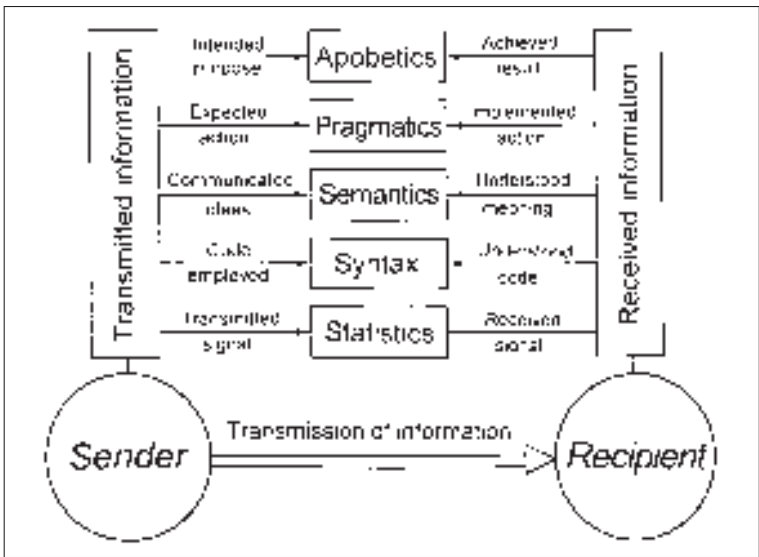 Intended
purpose
Apobetics
Achieved
result
Expected
action
Pragmatics
Implemented
action
Communicated
ideas
Semantics
Understood
meaning
Code
employed
Syntax
Understood
code
Transmitted
signal
Statistics
Received
signal
Transmitted information
Received information
Sender
Transmission of information
Recipient